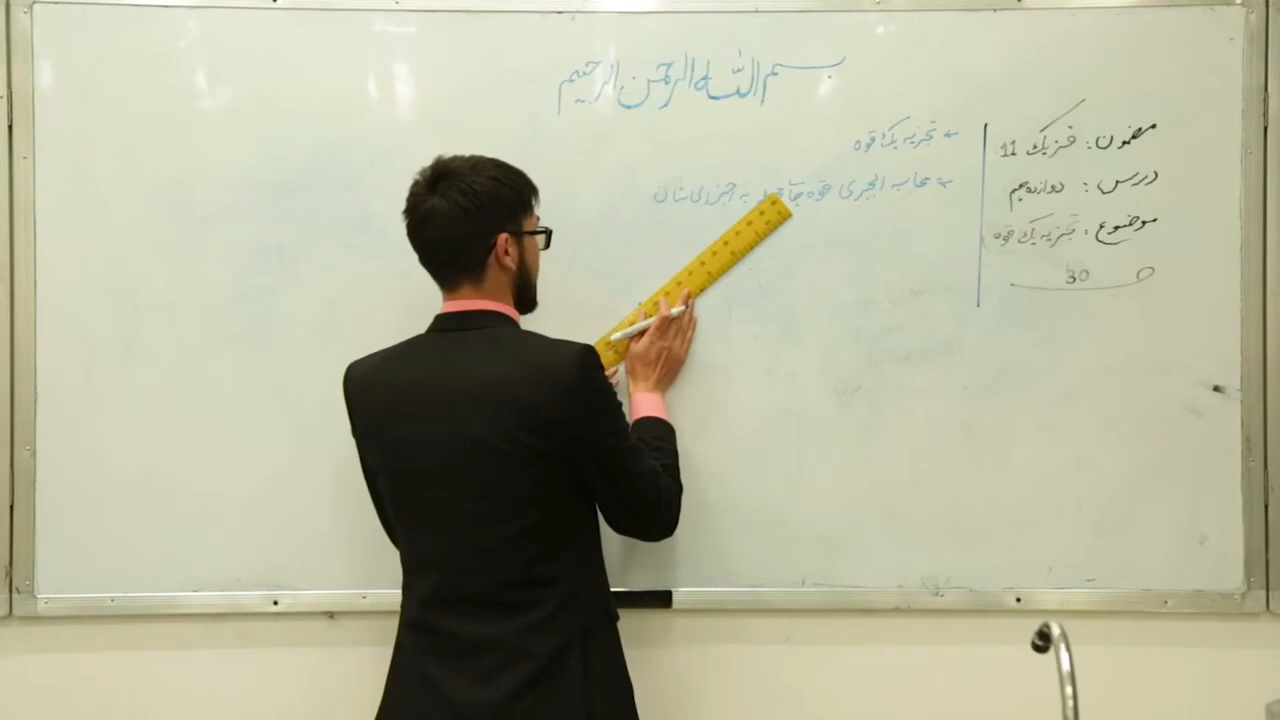 بسم الله الرحمن الرحیم
مضمون: فزیک 11
درس: دوازدهم
موضوع: تجزیه یک قوه
30
← تجزیه یک قوه
← محاسبه الجبری قوه به اجزای شان